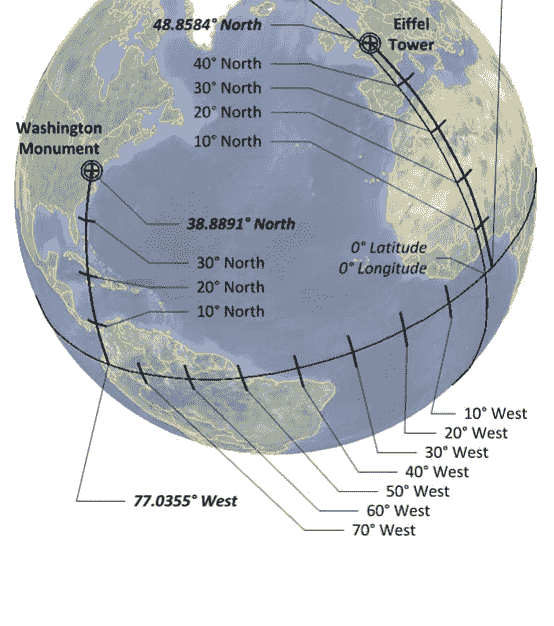 48.8584° North
Eiffel
Tower
40° North
30° North
20° North
10° North
Washington
Monument
38.8891° North
0° Latitude
0° Longitude
30° North
20° North
10° North
10° West
20° West
30° West
40° West
50° West
60° West
70° West
77.0355° West